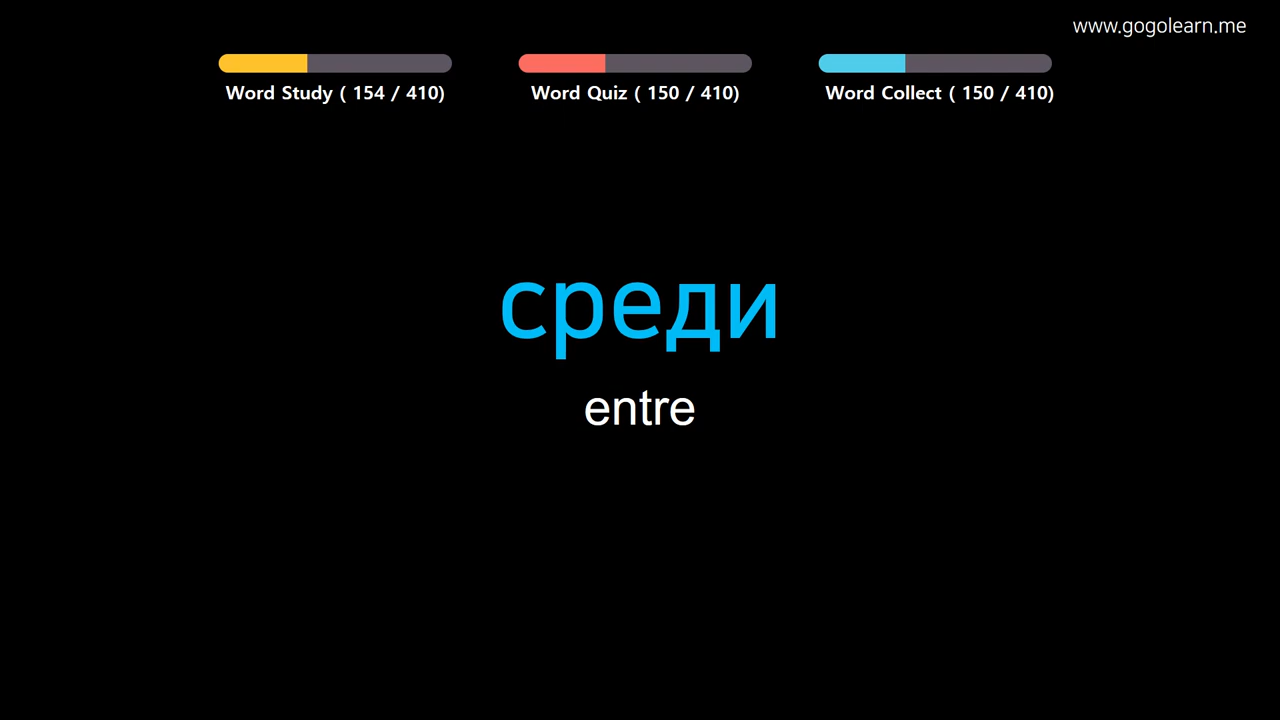 www.gogolearn.me
Word Study ( 154 / 410)
Word Quiz ( 150 / 410)
Word Collect ( 150 / 410)
среди
entre